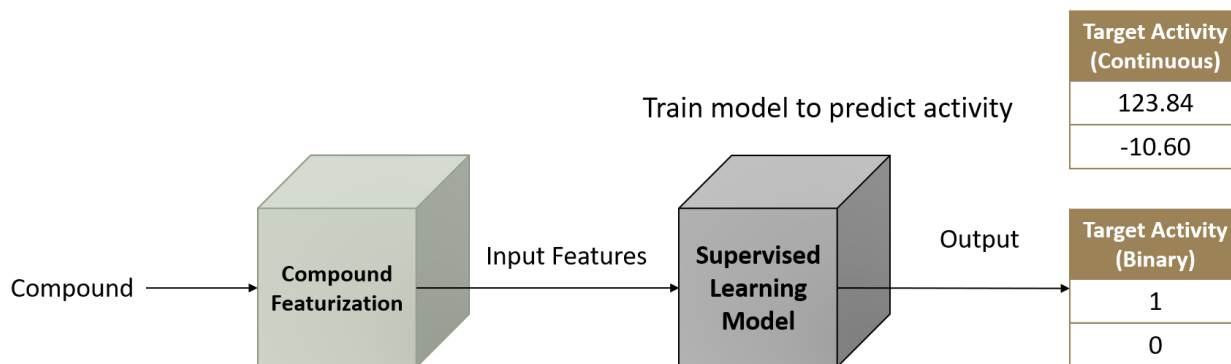 Target Activity
(Continuous)
123.84
-10.60
Train model to predict activity
Compound
Compound
Featurization
Input Features
Supervised
Learning
Model
Output
Target Activity
(Binary)
1
0